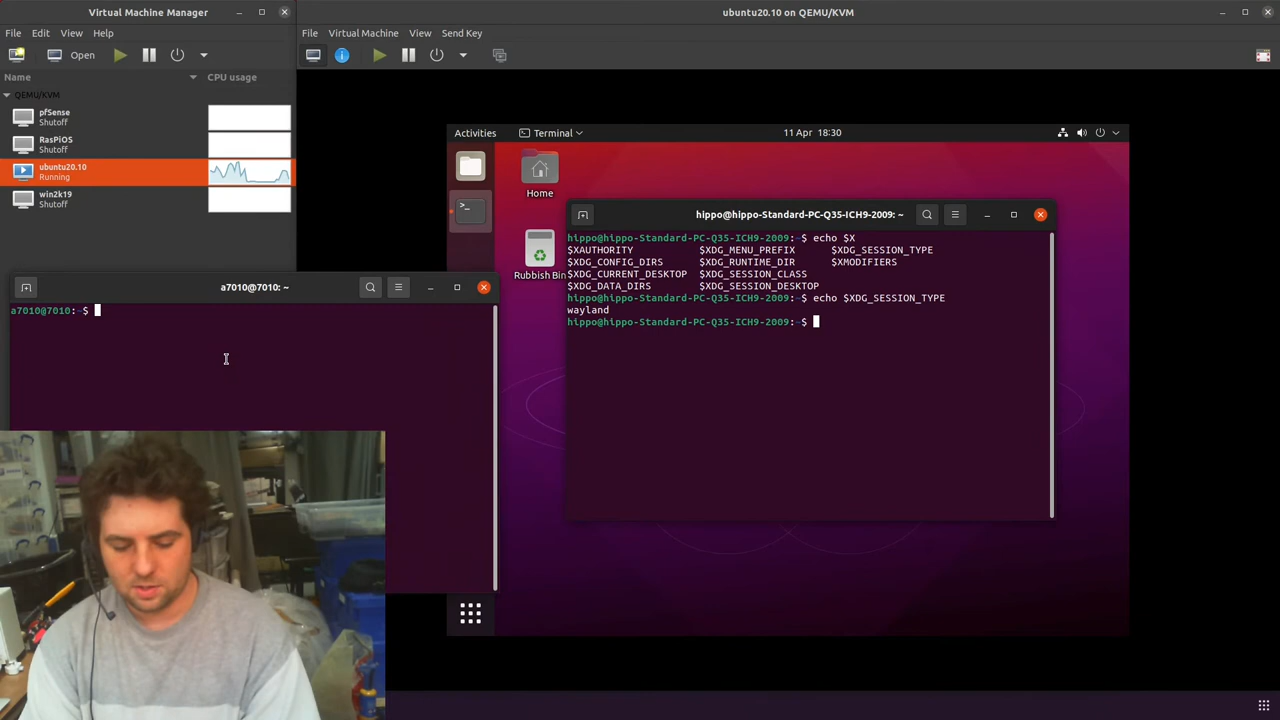 Virtual Machine Manager
File Edit View Help
Open
Name CPU usage
QEMU/KVM
pfSense
Shutoff
RasPiOS
Shutoff
ubuntu20.10
Running
win2k19
Shutoff
a7010@7010: ~
a7010@7010:~$
ubuntu20.10 on QEMU/KVM
File Virtual Machine View Send Key
Activities Terminal 11 Apr 18:30
Home
Rubbish Bin
hippo@hippo-Standard-PC-Q35-ICH9-2009: ~
hippo@hippo-Standard-PC-Q35-ICH9-2009:~$ echo $X
$XAUTHORITY $XDG_MENU_PREFIX $XDG_SESSION_TYPE
$XDG_CONFIG_DIRS $XDG_RUNTIME_DIR $XMODIFIERS
$XDG_CURRENT_DESKTOP $XDG_SESSION_CLASS
$XDG_DATA_DIRS $XDG_SESSION_DESKTOP
hippo@hippo-Standard-PC-Q35-ICH9-2009:~$ echo $XDG_SESSION_TYPE
wayland
hippo@hippo-Standard-PC-Q35-ICH9-2009:~$